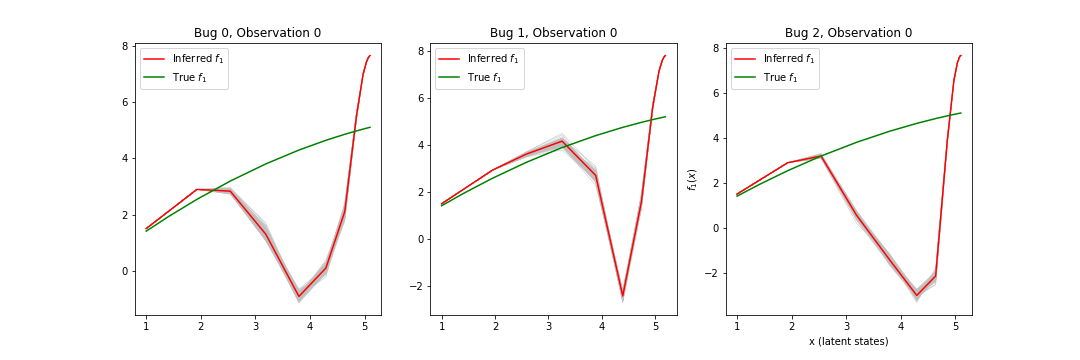 Bug 0, Observation 0
Inferred f₁
True f₁
8
6
4
2
0
1 2 3 4 5
Bug 1, Observation 0
Inferred f₁
True f₁
8
6
4
2
0
−2
1 2 3 4 5
Bug 2, Observation 0
Inferred f₁
True f₁
8
6
4
2
0
−2
f₁(x)
1 2 3 4 5
x (latent states)